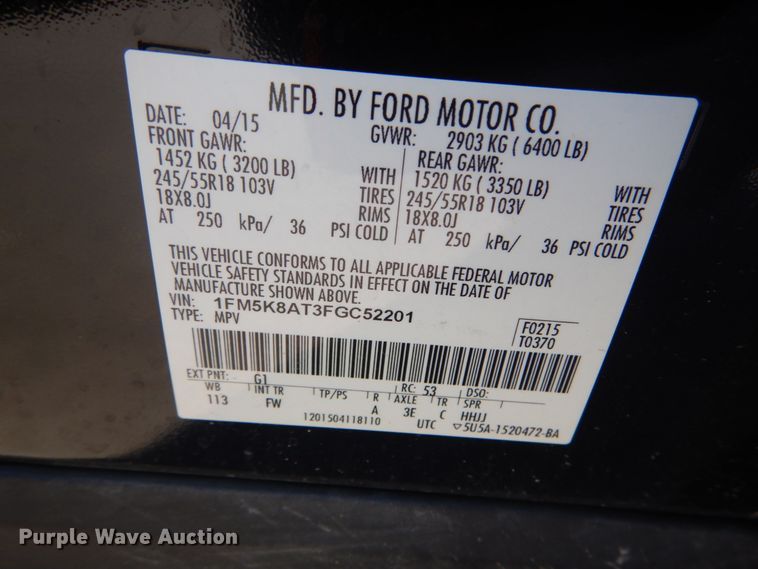 MFD. BY FORD MOTOR CO.
DATE: 04/15 GVWR: 2903 KG ( 6400 LB)
FRONT GAWR: REAR GAWR:
1452 KG ( 3200 LB) WITH 1520 KG ( 3350 LB) WITH
245/55R18 103V TIRES 245/55R18 103V TIRES
18X8.0J RIMS 18X8.0J RIMS
AT 250 kPa/ 36 PSI COLD AT 250 kPa/ 36 PSI COLD
THIS VEHICLE CONFORMS TO ALL APPLICABLE FEDERAL MOTOR
VEHICLE SAFETY STANDARDS IN EFFECT ON THE DATE OF
MANUFACTURE SHOWN ABOVE.
VIN: 1FM5K8AT3FGC52201
TYPE: MPV
F0215
T0370
EXT PNT: G1 RC: 53 DSO:
WB INT TR TP/PS R AXLE TR SPR
113 FW A 3E C HHJJ
1201504118110 UTC ▽5U5A-1520472-BA
Purple Wave Auction